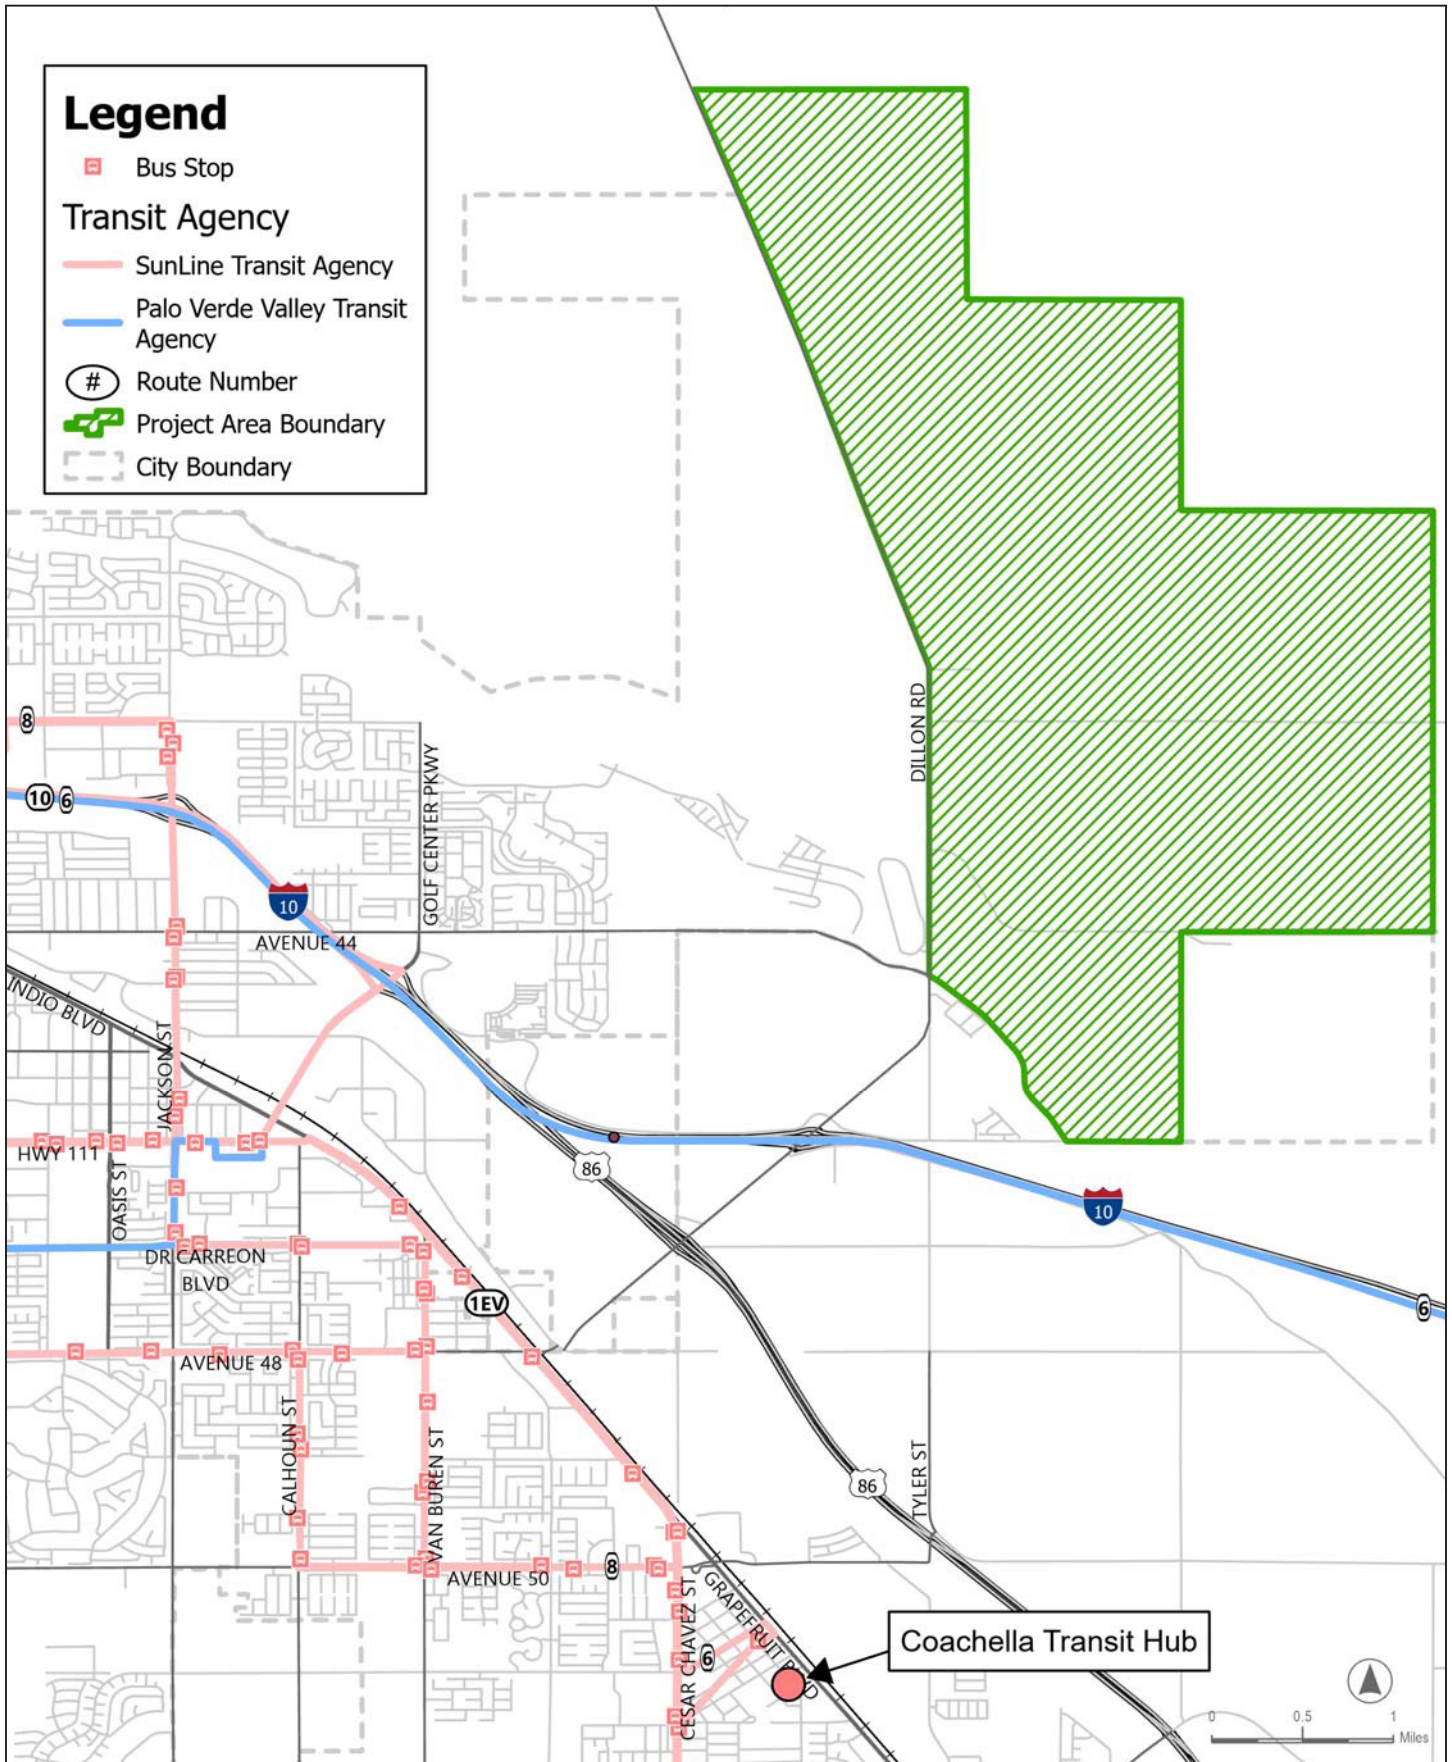 Legend
Bus Stop
Transit Agency
SunLine Transit Agency
Palo Verde Valley Transit
Agency
#
Route Number
Project Area Boundary
City Boundary
8
10
6
10
AVENUE 44
GOLF CENTER PKWY
DILLON RD
INDIO BLVD
JACKSON ST
HWY 111
OASIS ST
DR CARREON
BLVD
86
10
6
1EV
AVENUE 48
CALHOUN ST
VAN BUREN ST
TYLER ST
86
8
AVENUE 50
GRAPEFRUIT
CESAR CHAVEZ ST
6
Coachella Transit Hub
0
0.5
1
Miles